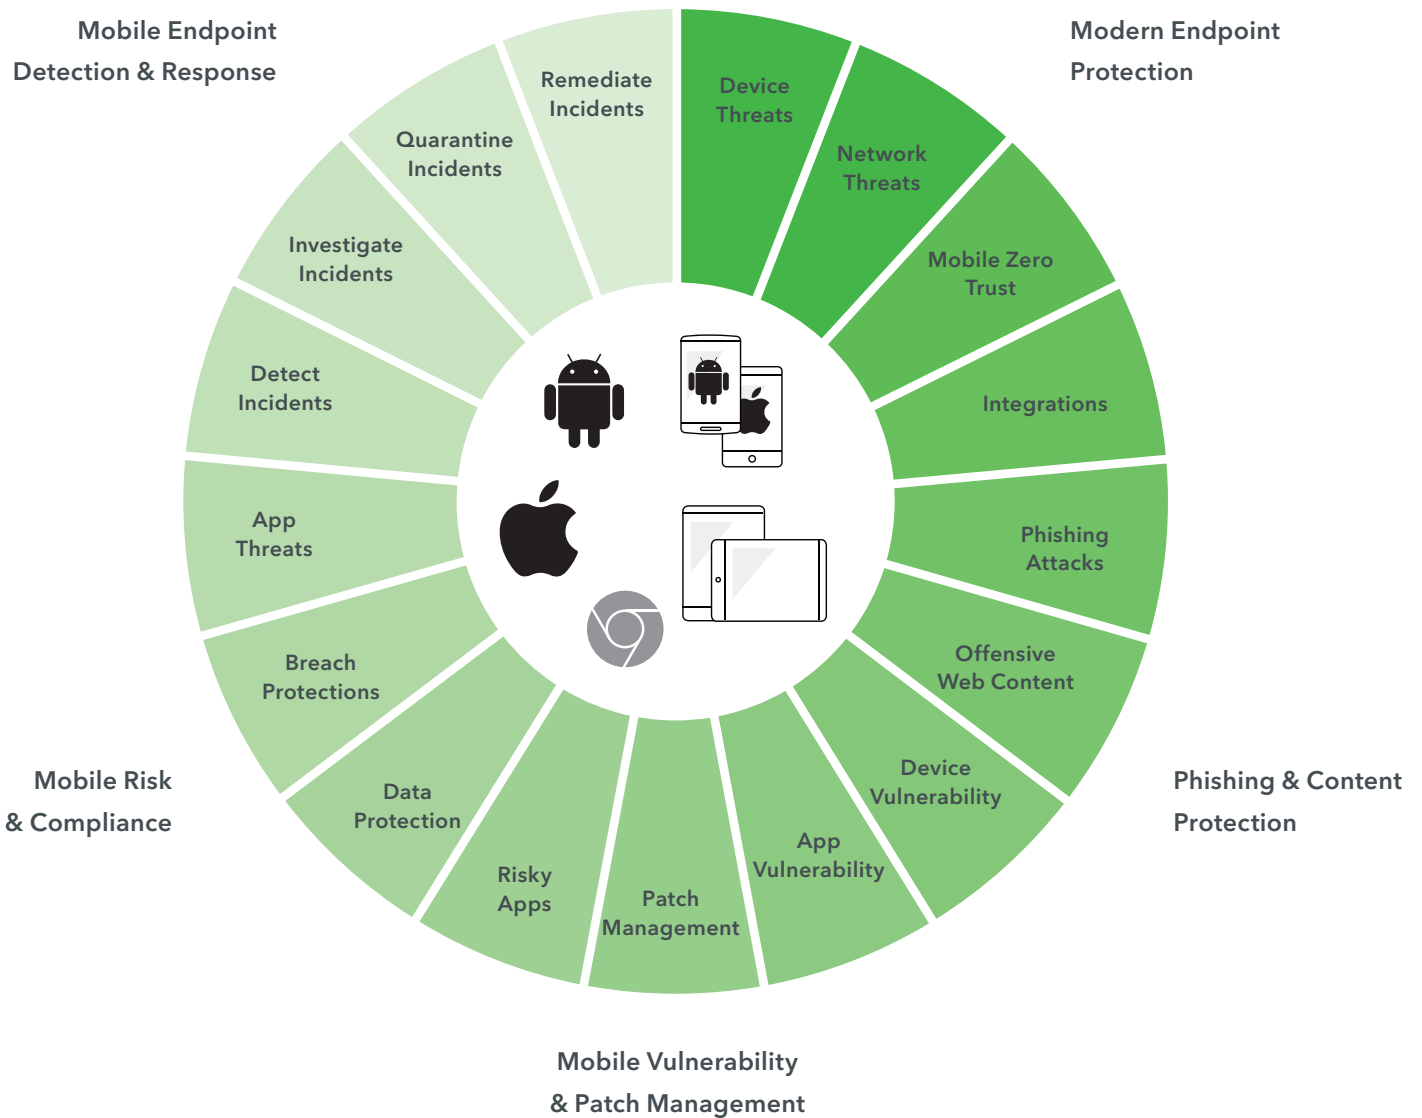 Mobile Endpoint
Detection & Response
Modern Endpoint
Protection
Device
Threats
Network
Threats
Mobile Zero
Trust
Integrations
Phishing
Attacks
Offensive
Web Content
Device
Vulnerability
App
Vulnerability
Patch
Management
Risky
Apps
Data
Protection
Breach
Protections
App
Threats
Detect
Incidents
Investigate
Incidents
Quarantine
Incidents
Remediate
Incidents
Phishing & Content
Protection
Mobile Vulnerability
& Patch Management
Mobile Risk
& Compliance